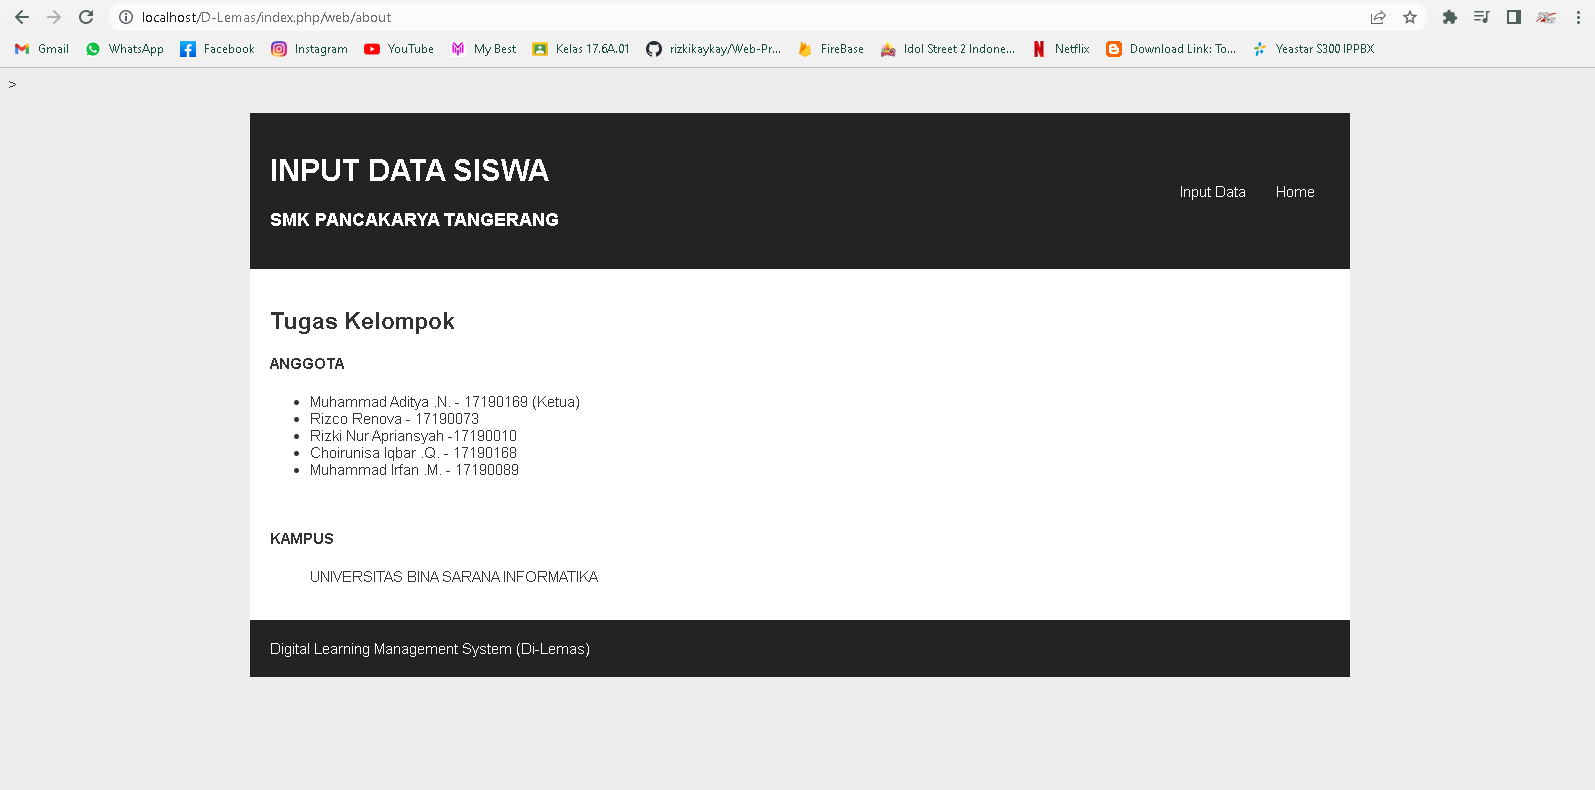 localhost/D-Lemas/index.php/web/about
Gmail WhatsApp Facebook Instagram YouTube My Best Kelas 17.6A.01 rizkikaykay/Web-Pr... FireBase Idol Street 2 Indone... Netflix Download Link: To... Yeastar S300 IPPBX
>
INPUT DATA SISWA
Input Data Home
SMK PANCAKARYA TANGERANG
Tugas Kelompok
ANGGOTA
• Muhammad Aditya .N. - 17190169 (Ketua)
• Rizco Renova - 17190073
• Rizki Nur Apriansyah -17190010
• Choirunisa Iqbar .Q. - 17190168
• Muhammad Irfan .M. - 17190089
KAMPUS
UNIVERSITAS BINA SARANA INFORMATIKA
Digital Learning Management System (Di-Lemas)